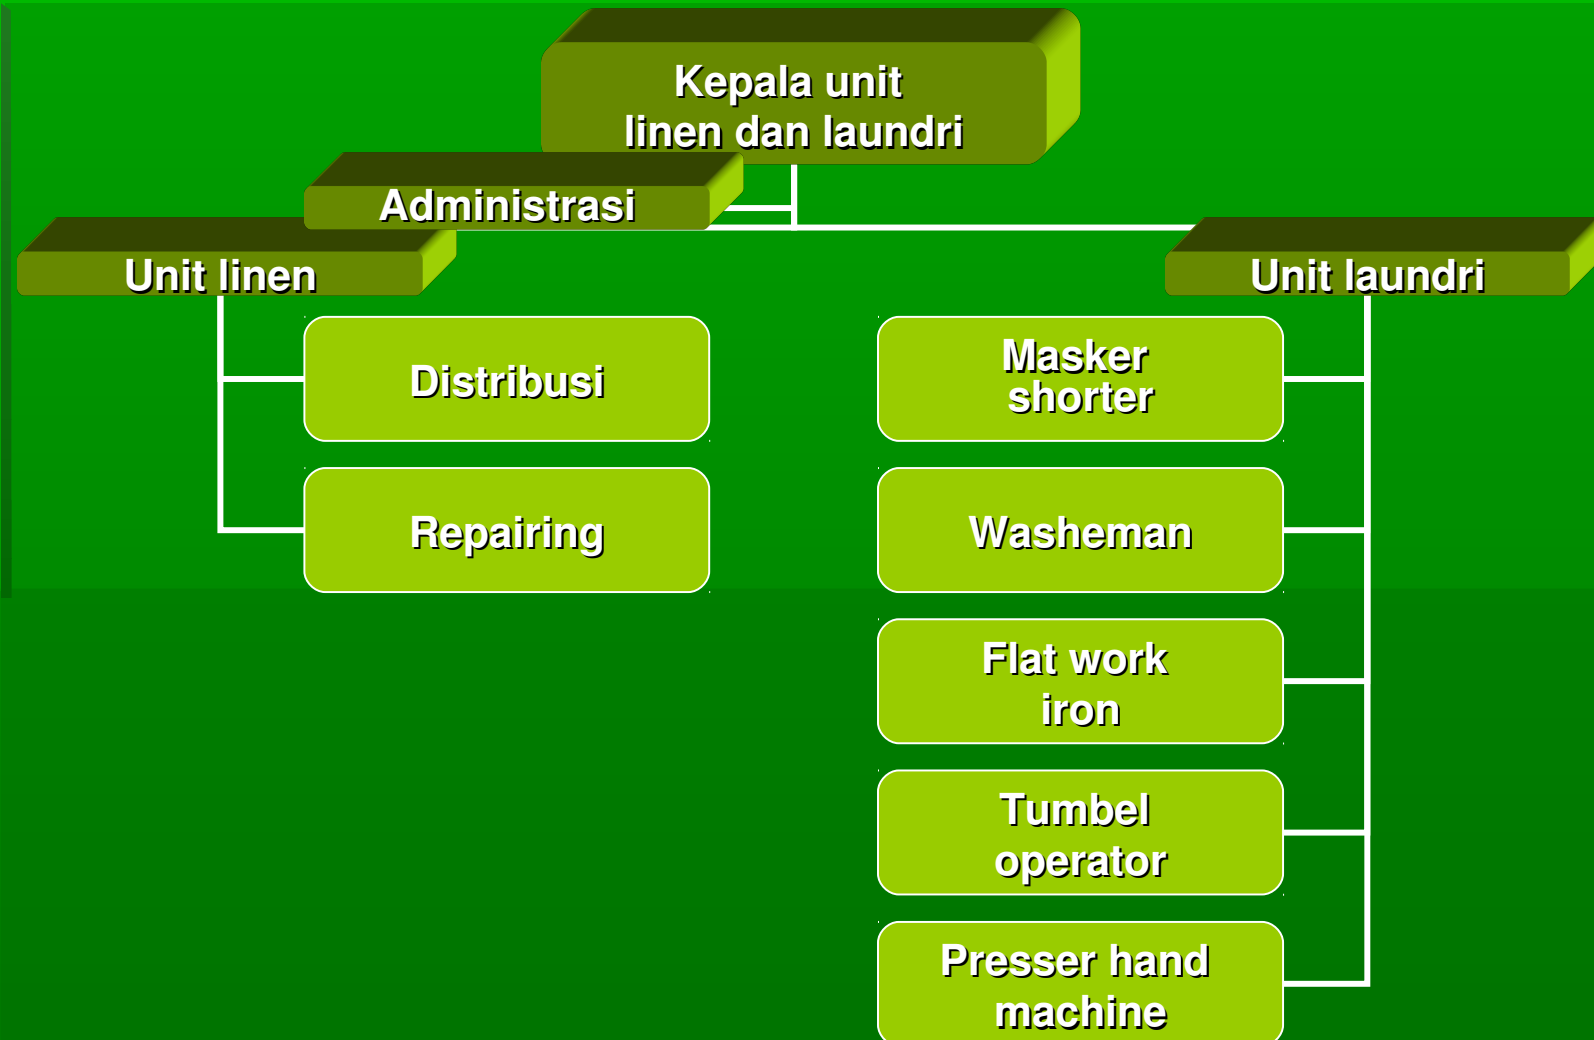 Kepala unit
linen dan laundri
Administrasi
Unit linen
Unit laundri
Distribusi
Repairing
Masker
shorter
Washeman
Flat work
iron
Tumbel
operator
Presser hand
machine